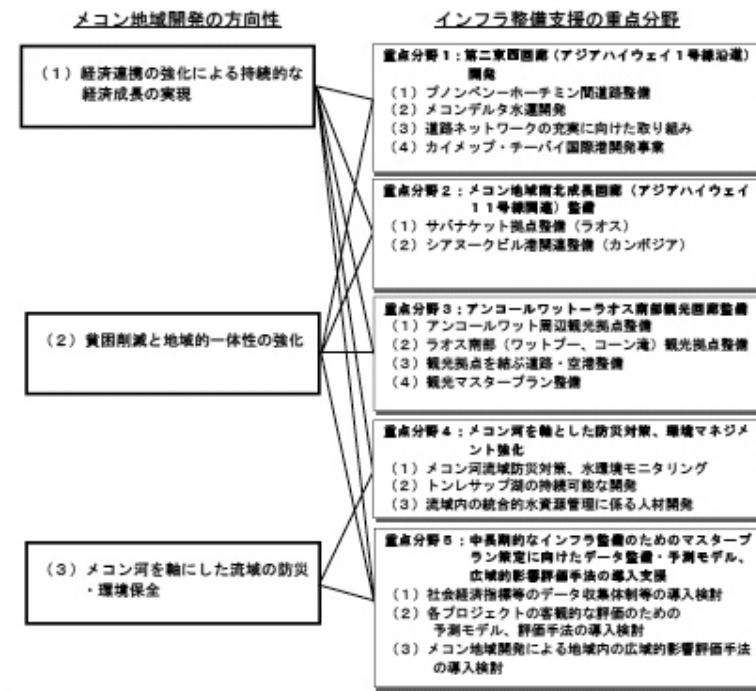 メコン地域開発の方向性
(1)経済連携の強化による持続的な
経済成長の実現
(2)貧困削減と地域的一体性の強化
(3)メコン河を軸にした流域の防災
・環境保全
インフラ整備支援の重点分野
重点分野1:第二東西回廊(アジアハイウェイ1号線沿道)
開発
(1)プノンペンーホーチミン間道路整備
(2)メコンデルタ水運開発
(3)道路ネットワークの充実に向けた取り組み
(4)カイメップ・チーバイ国際港開発事業
重点分野2:メコン地域南北成長回廊(アジアハイウェイ
11号線関連)整備
(1)サバナケット拠点整備(ラオス)
(2)シアヌークビル港関連整備(カンボジア)
重点分野3:アンコールワットーラオス南部観光回廊整備
(1)アンコールワット周辺観光拠点整備
(2)ラオス南部(ワットプー、コーン滝)観光拠点整備
(3)観光拠点を結ぶ道路・空港整備
(4)観光マスタープラン整備
重点分野4:メコン河を軸とした防災対策、環境マネジメ
ント強化
(1)メコン河流域防災対策、水環境モニタリング
(2)トンレサップ湖の持続可能な開発
(3)流域内の統合的水資源管理に係る人材開発
重点分野5:中長期的なインフラ整備のためのマスタープ
ラン策定に向けたデータ整備・予測モデル、
広域的影響評価手法の導入支援
(1)社会経済指標等のデータ収集体制等の導入検討
(2)各プロジェクトの客観的な評価のための
予測モデル、評価手法の導入検討
(3)メコン地域開発による地域内の広域的影響評価手法
の導入検討